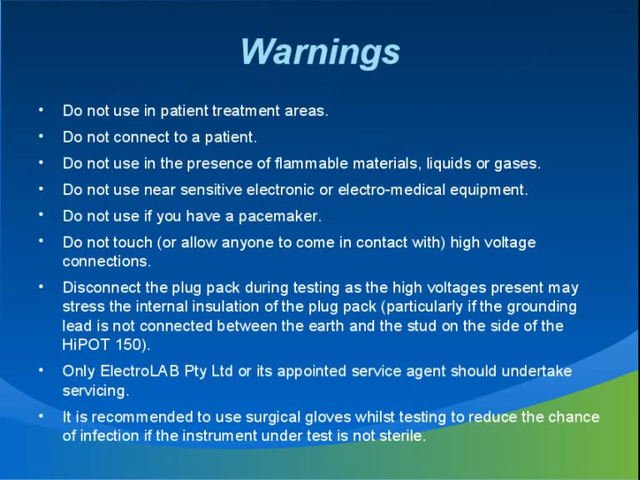 Warnings
• Do not use in patient treatment areas.
• Do not connect to a patient.
• Do not use in the presence of flammable materials, liquids or gases.
• Do not use near sensitive electronic or electro-medical equipment.
• Do not use if you have a pacemaker.
• Do not touch (or allow anyone to come in contact with) high voltage
connections.
• Disconnect the plug pack during testing as the high voltages present may
stress the internal insulation of the plug pack (particularly if the grounding
lead is not connected between the earth and the stud on the side of the
HiPOT 150).
• Only ElectroLAB Pty Ltd or its appointed service agent should undertake
servicing.
• It is recommended to use surgical gloves whilst testing to reduce the chance
of infection if the instrument under test is not sterile.